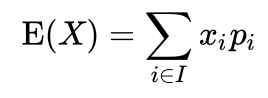 E(X) = ∑_{i∈I} x_i p_i